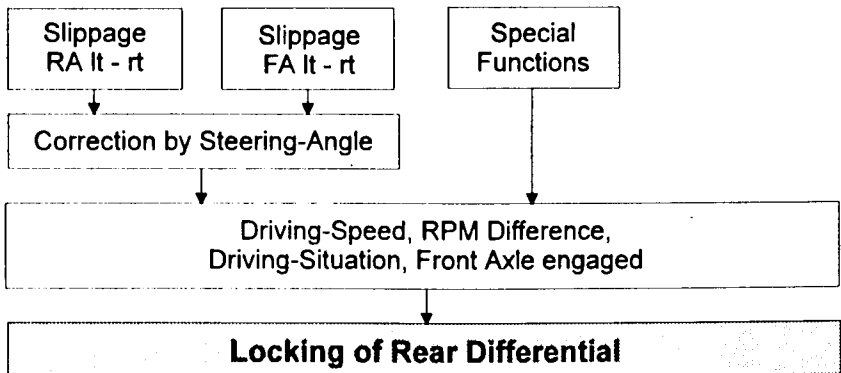 Slippage
RA lt - rt
Slippage
FA lt - rt
Special
Functions
Correction by Steering-Angle
Driving-Speed, RPM Difference,
Driving-Situation, Front Axle engaged
Locking of Rear Differential